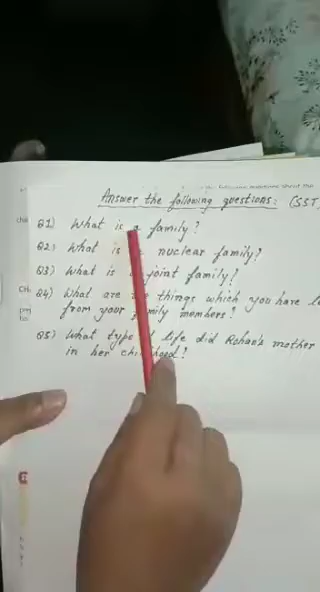 Answer the following questions: (SST)
Q1) What is a family?
Q2) What is nuclear family?
Q3) What is joint family?
Q4) What are things which you have
from your family members?
Q5) What type life did Rohan's mother
in her childhood?